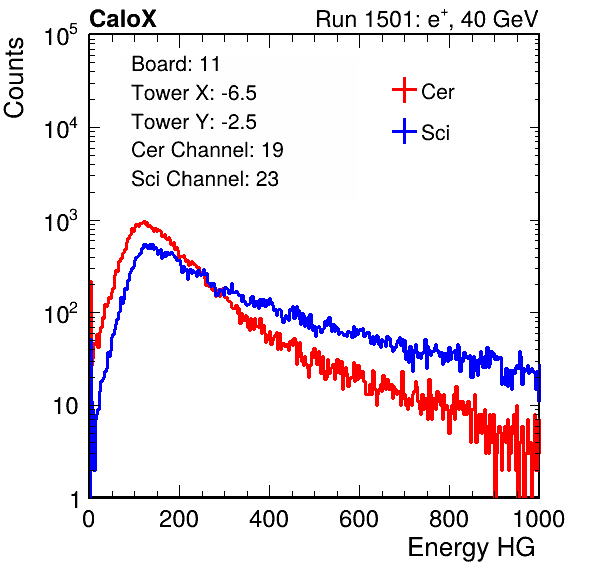 CaloX Run 1501: e⁺, 40 GeV
Counts
10⁵
10⁴
10³
10²
10
1
Board: 11
Tower X: -6.5
Tower Y: -2.5
Cer Channel: 19
Sci Channel: 23
Cer
Sci
0 200 400 600 800 1000
Energy HG